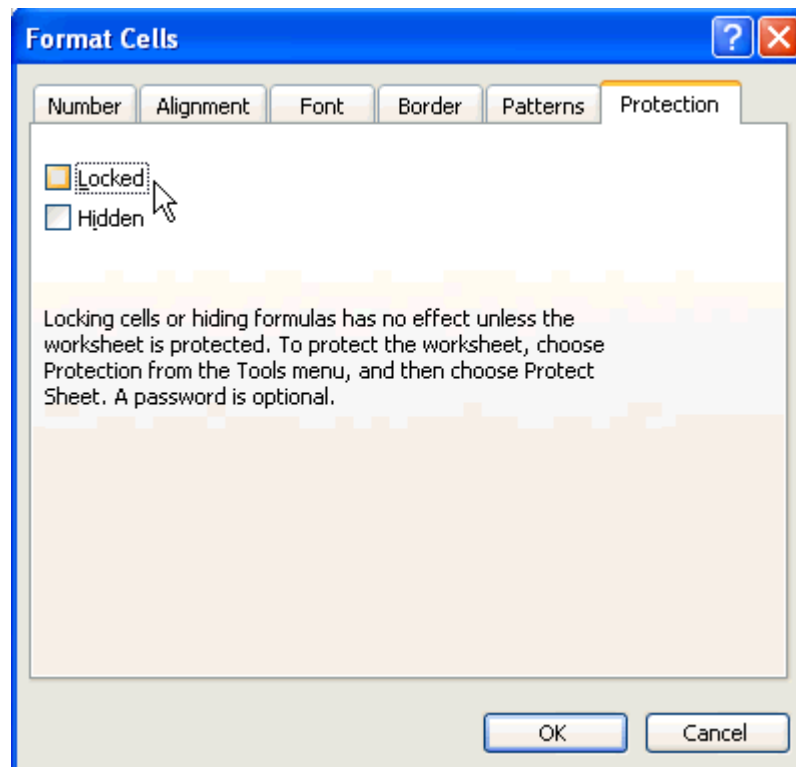 Format Cells
Number Alignment Font Border Patterns Protection
Locked
Hidden
Locking cells or hiding formulas has no effect unless the
worksheet is protected. To protect the worksheet, choose
Protection from the Tools menu, and then choose Protect
Sheet. A password is optional.
OK Cancel